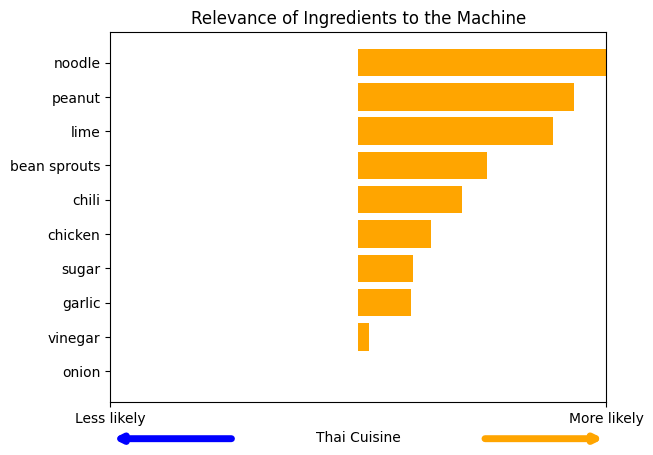 Relevance of Ingredients to the Machine
noodle
peanut
lime
bean sprouts
chili
chicken
sugar
garlic
vinegar
onion
Less likely
More likely
Thai Cuisine